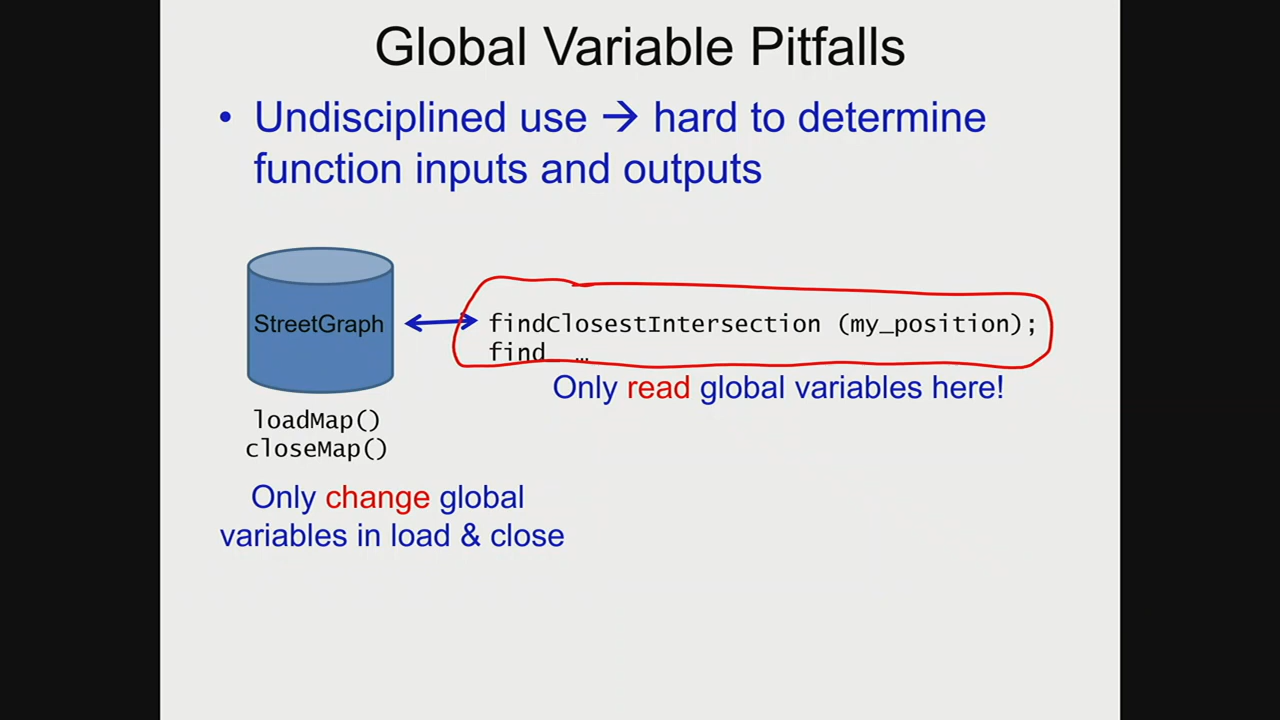 Global Variable Pitfalls
• Undisciplined use → hard to determine
function inputs and outputs
StreetGraph
findClosestIntersection (my_position);
find …
Only read global variables here!
loadMap()
closeMap()
Only change global
variables in load & close